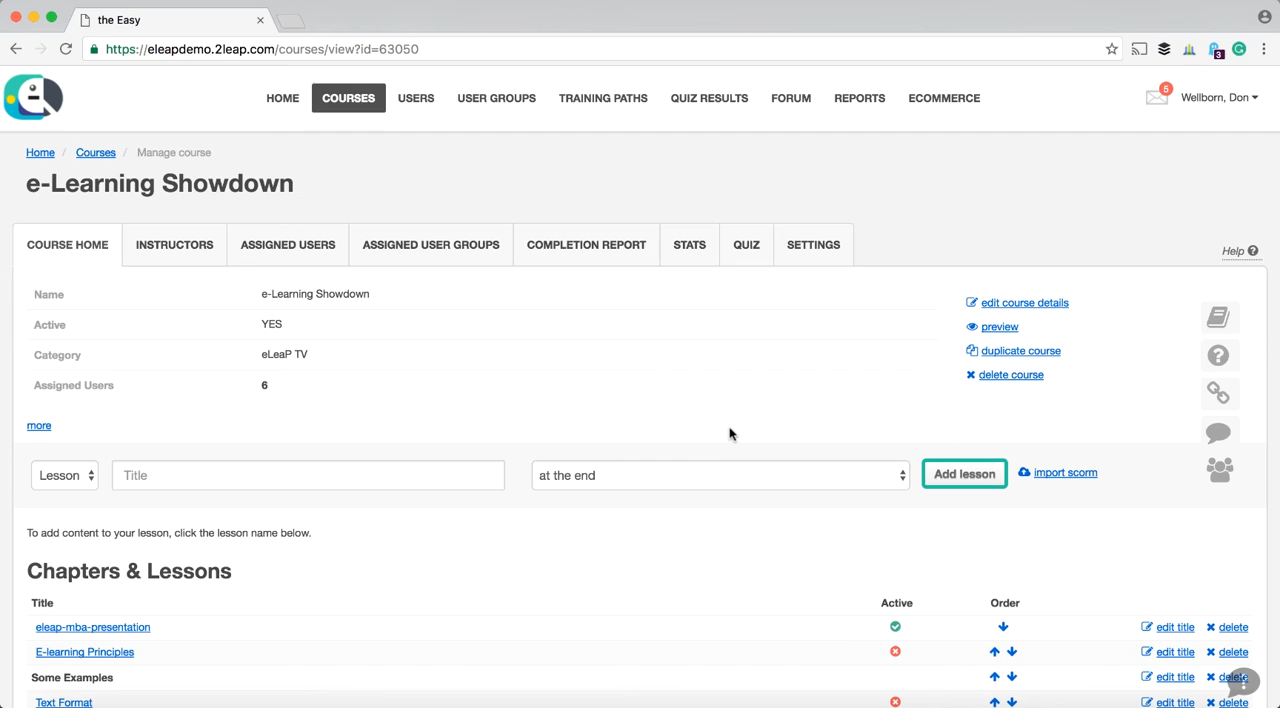 the Easy
https://eleapdemo.2leap.com/courses/view?id=63050
3
HOME COURSES USERS USER GROUPS TRAINING PATHS QUIZ RESULTS FORUM REPORTS ECOMMERCE 5 Wellborn, Don
Home / Courses / Manage course
e-Learning Showdown
COURSE HOME INSTRUCTORS ASSIGNED USERS ASSIGNED USER GROUPS COMPLETION REPORT STATS QUIZ SETTINGS Help
Name e-Learning Showdown edit course details
Active YES preview
Category eLeaP TV duplicate course
Assigned Users 6 delete course
more
Lesson Title at the end Add lesson import scorm
To add content to your lesson, click the lesson name below.
Chapters & Lessons
Title Active Order
eleap-mba-presentation edit title delete
E-learning Principles edit title delete
Some Examples edit title delete
Text Format edit title delete